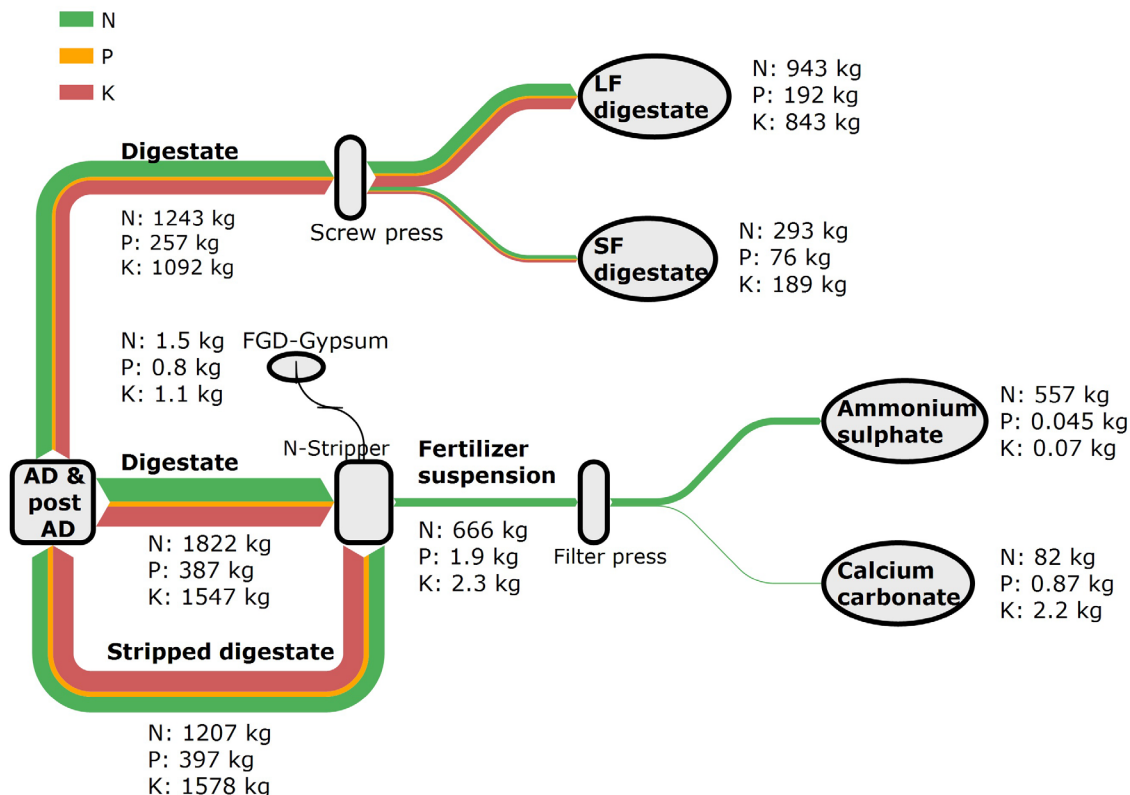 N
P
K
LF
digestate
N: 943 kg
P: 192 kg
K: 843 kg
Digestate
N: 1243 kg
P: 257 kg
K: 1092 kg
Screw press
SF
digestate
N: 293 kg
P: 76 kg
K: 189 kg
N: 1.5 kg
P: 0.8 kg
K: 1.1 kg
FGD-Gypsum
N-Stripper
AD &
post
AD
Digestate
N: 1822 kg
P: 387 kg
K: 1547 kg
Fertilizer
suspension
N: 666 kg
P: 1.9 kg
K: 2.3 kg
Filter press
Ammonium
sulphate
N: 557 kg
P: 0.045 kg
K: 0.07 kg
Calcium
carbonate
N: 82 kg
P: 0.87 kg
K: 2.2 kg
Stripped digestate
N: 1207 kg
P: 397 kg
K: 1578 kg